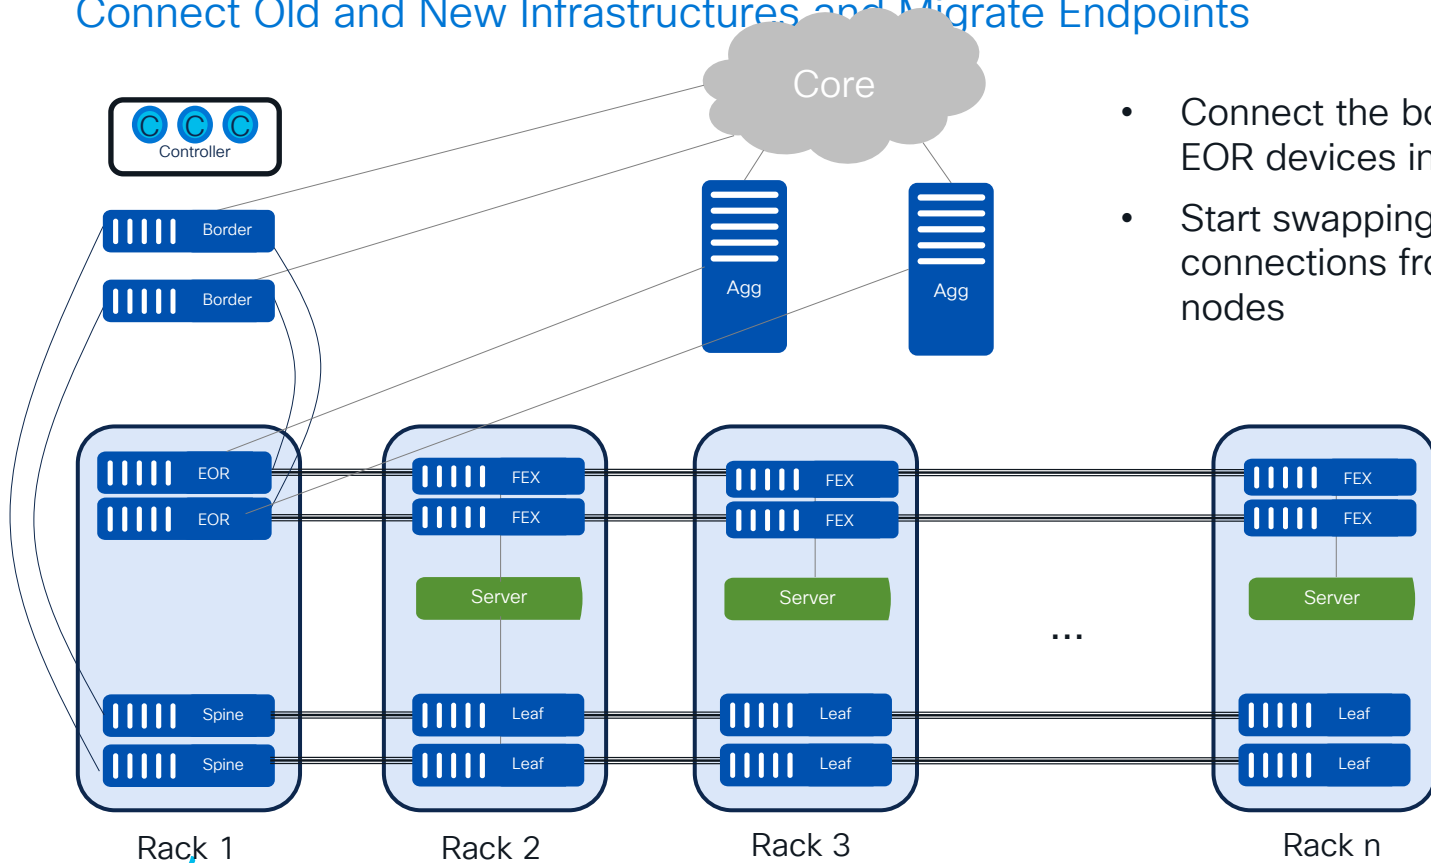 Connect Old and New Infrastructures and Migrate Endpoints
Core
C C C
Controller
Border
Border
Agg
Agg
• Connect the bo
EOR devices in
• Start swapping
connections fro
nodes
EOR
FEX
FEX
FEX
EOR
FEX
FEX
FEX
Server
Server
Server
...
Spine
Leaf
Leaf
Leaf
Spine
Leaf
Leaf
Leaf
Rack 1
Rack 2
Rack 3
Rack n